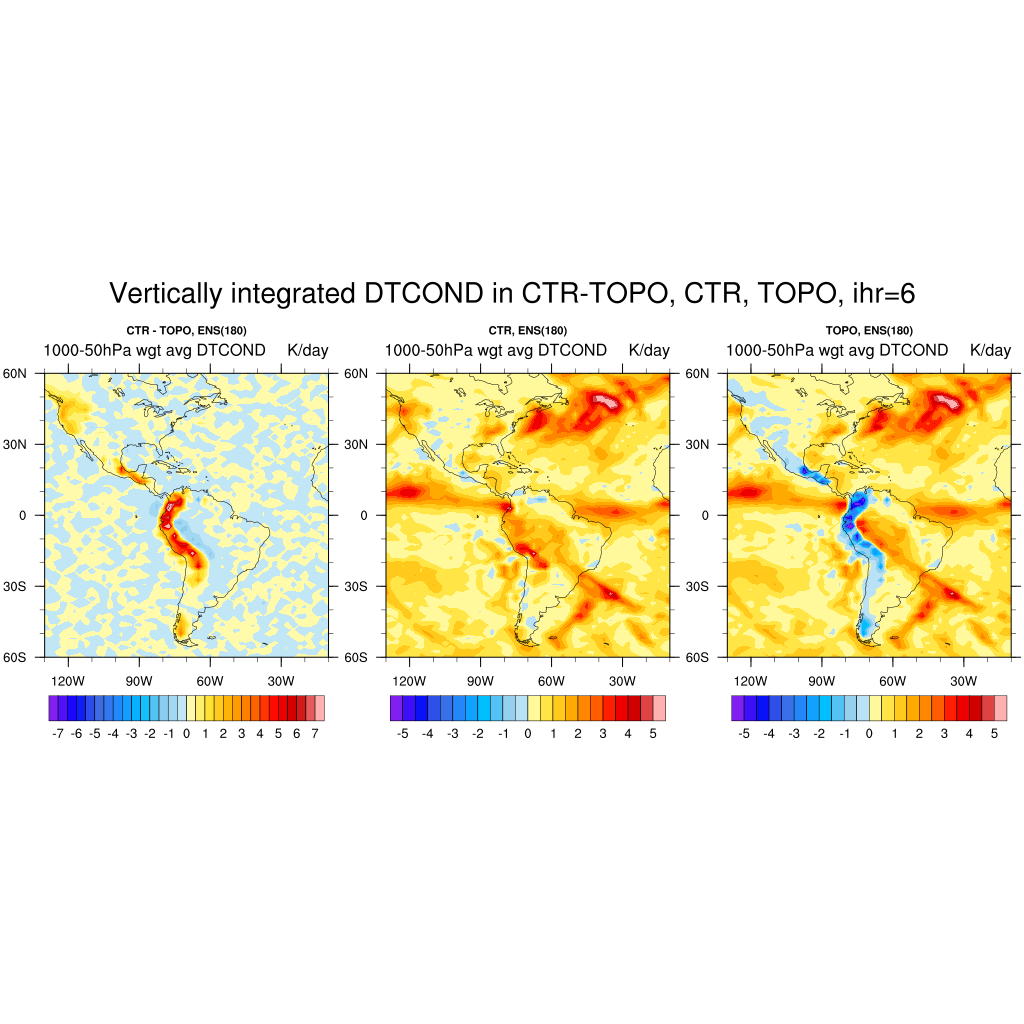 Vertically integrated DTCOND in CTR-TOPO, CTR, TOPO, ihr=6
CTR - TOPO, ENS(180)
1000-50hPa wgt avg DTCOND K/day
60N
30N
0
30S
60S
120W 90W 60W 30W
-7 -6 -5 -4 -3 -2 -1 0 1 2 3 4 5 6 7
CTR, ENS(180)
1000-50hPa wgt avg DTCOND K/day
60N
30N
0
30S
60S
120W 90W 60W 30W
-5 -4 -3 -2 -1 0 1 2 3 4 5
TOPO, ENS(180)
1000-50hPa wgt avg DTCOND K/day
60N
30N
0
30S
60S
120W 90W 60W 30W
-5 -4 -3 -2 -1 0 1 2 3 4 5